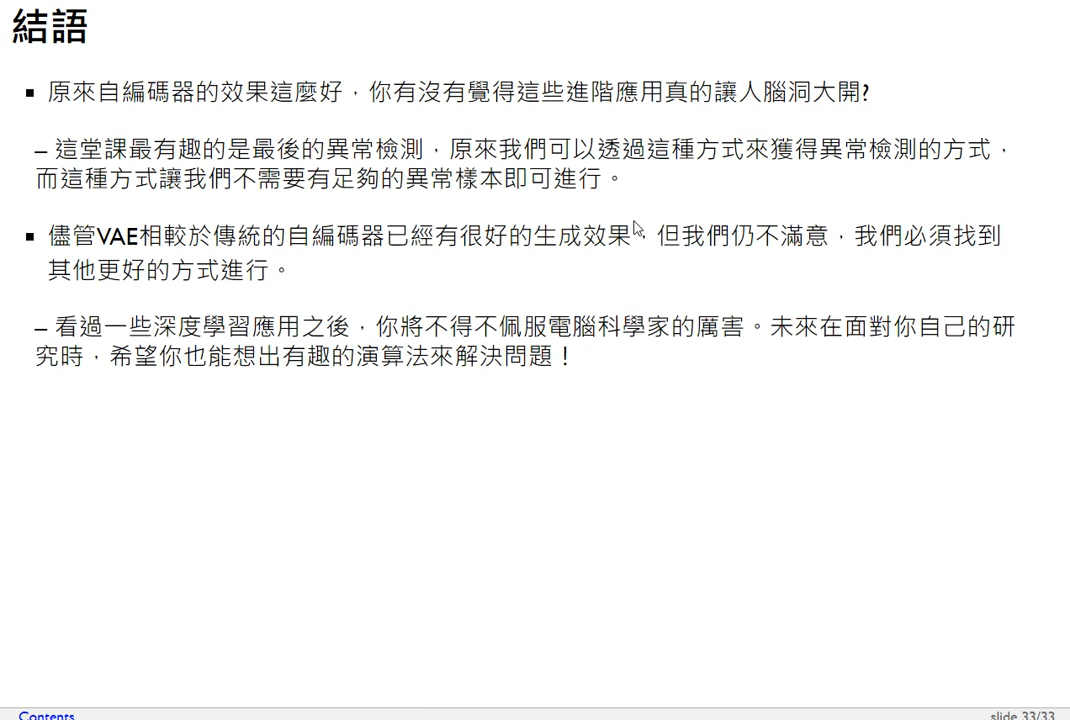 結語
▪ 原來自編碼器的效果這麼好，你有沒有覺得這些進階應用真的讓人腦洞大開?
– 這堂課最有趣的是最後的異常檢測，原來我們可以透過這種方式來獲得異常檢測的方式，
而這種方式讓我們不需要有足夠的異常樣本即可進行。
▪ 儘管VAE相較於傳統的自編碼器已經有很好的生成效果，但我們仍不滿意，我們必須找到
其他更好的方式進行。
– 看過一些深度學習應用之後，你將不得不佩服電腦科學家的厲害。未來在面對你自己的研
究時，希望你也能想出有趣的演算法來解決問題！
Contents
slide 33/33